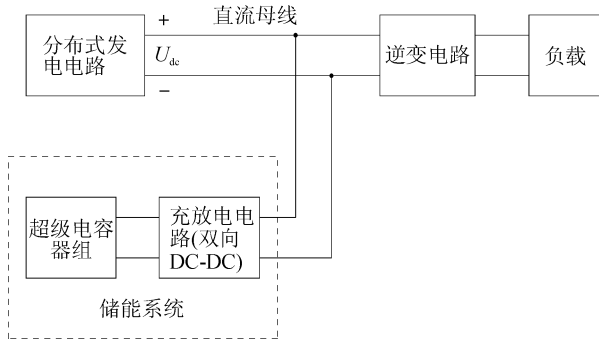 +
直流母线
分布式发
电电路
Udc
−
逆变电路
负载
超级电容
器组
充放电电
路(双向
DC-DC)
储能系统